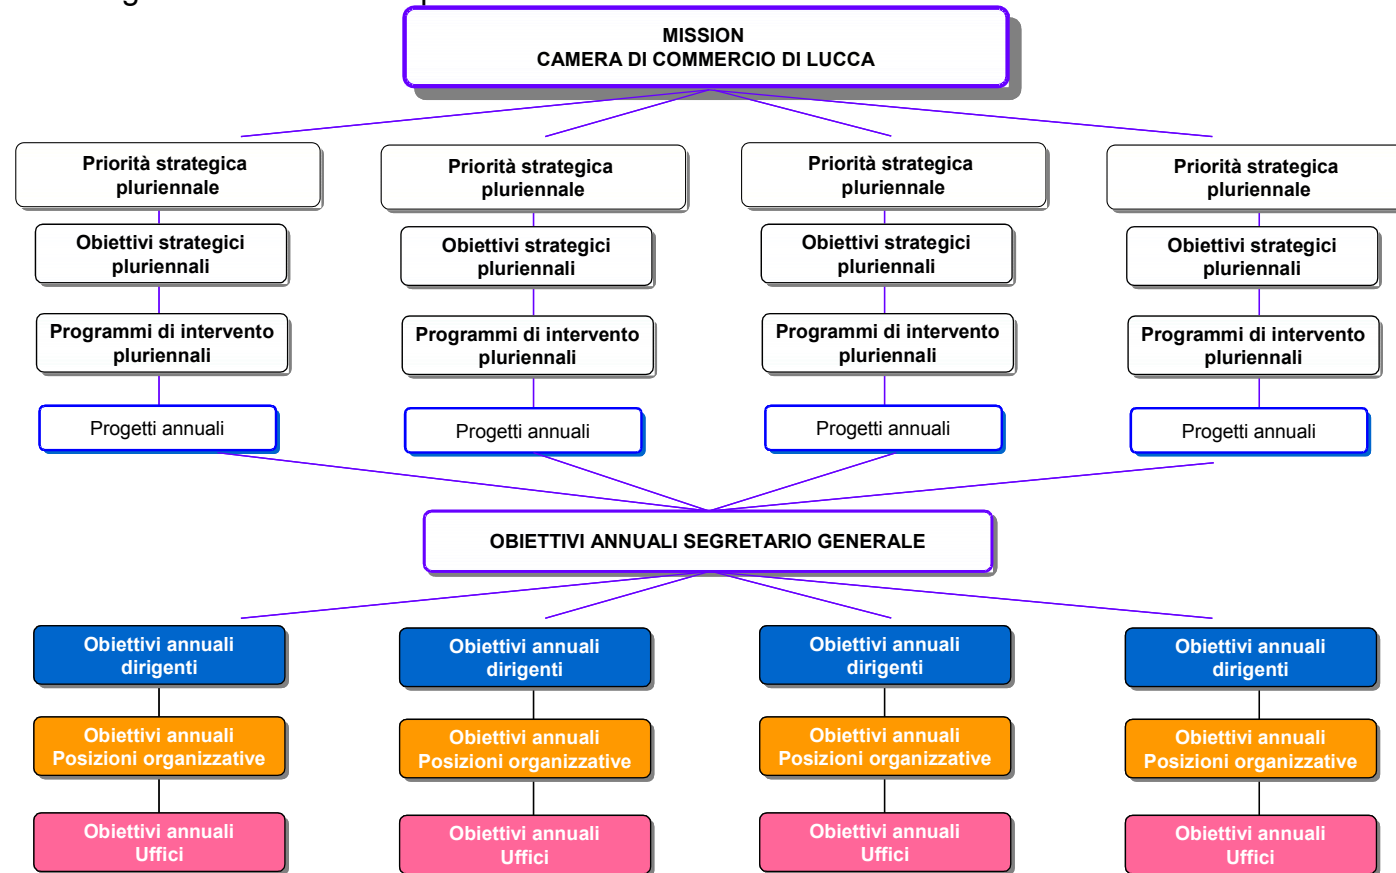 MISSION
CAMERA DI COMMERCIO DI LUCCA
Priorità strategica
pluriennale
Priorità strategica
pluriennale
Priorità strategica
pluriennale
Priorità strategica
pluriennale
Obiettivi strategici
pluriennali
Obiettivi strategici
pluriennali
Obiettivi strategici
pluriennali
Obiettivi strategici
pluriennali
Programmi di intervento
pluriennali
Programmi di intervento
pluriennali
Programmi di intervento
pluriennali
Programmi di intervento
pluriennali
Progetti annuali
Progetti annuali
Progetti annuali
Progetti annuali
OBIETTIVI ANNUALI SEGRETARIO GENERALE
Obiettivi annuali
dirigenti
Obiettivi annuali
dirigenti
Obiettivi annuali
dirigenti
Obiettivi annuali
dirigenti
Obiettivi annuali
Posizioni organizzative
Obiettivi annuali
Posizioni organizzative
Obiettivi annuali
Posizioni organizzative
Obiettivi annuali
Posizioni organizzative
Obiettivi annuali
Uffici
Obiettivi annuali
Uffici
Obiettivi annuali
Uffici
Obiettivi annuali
Uffici